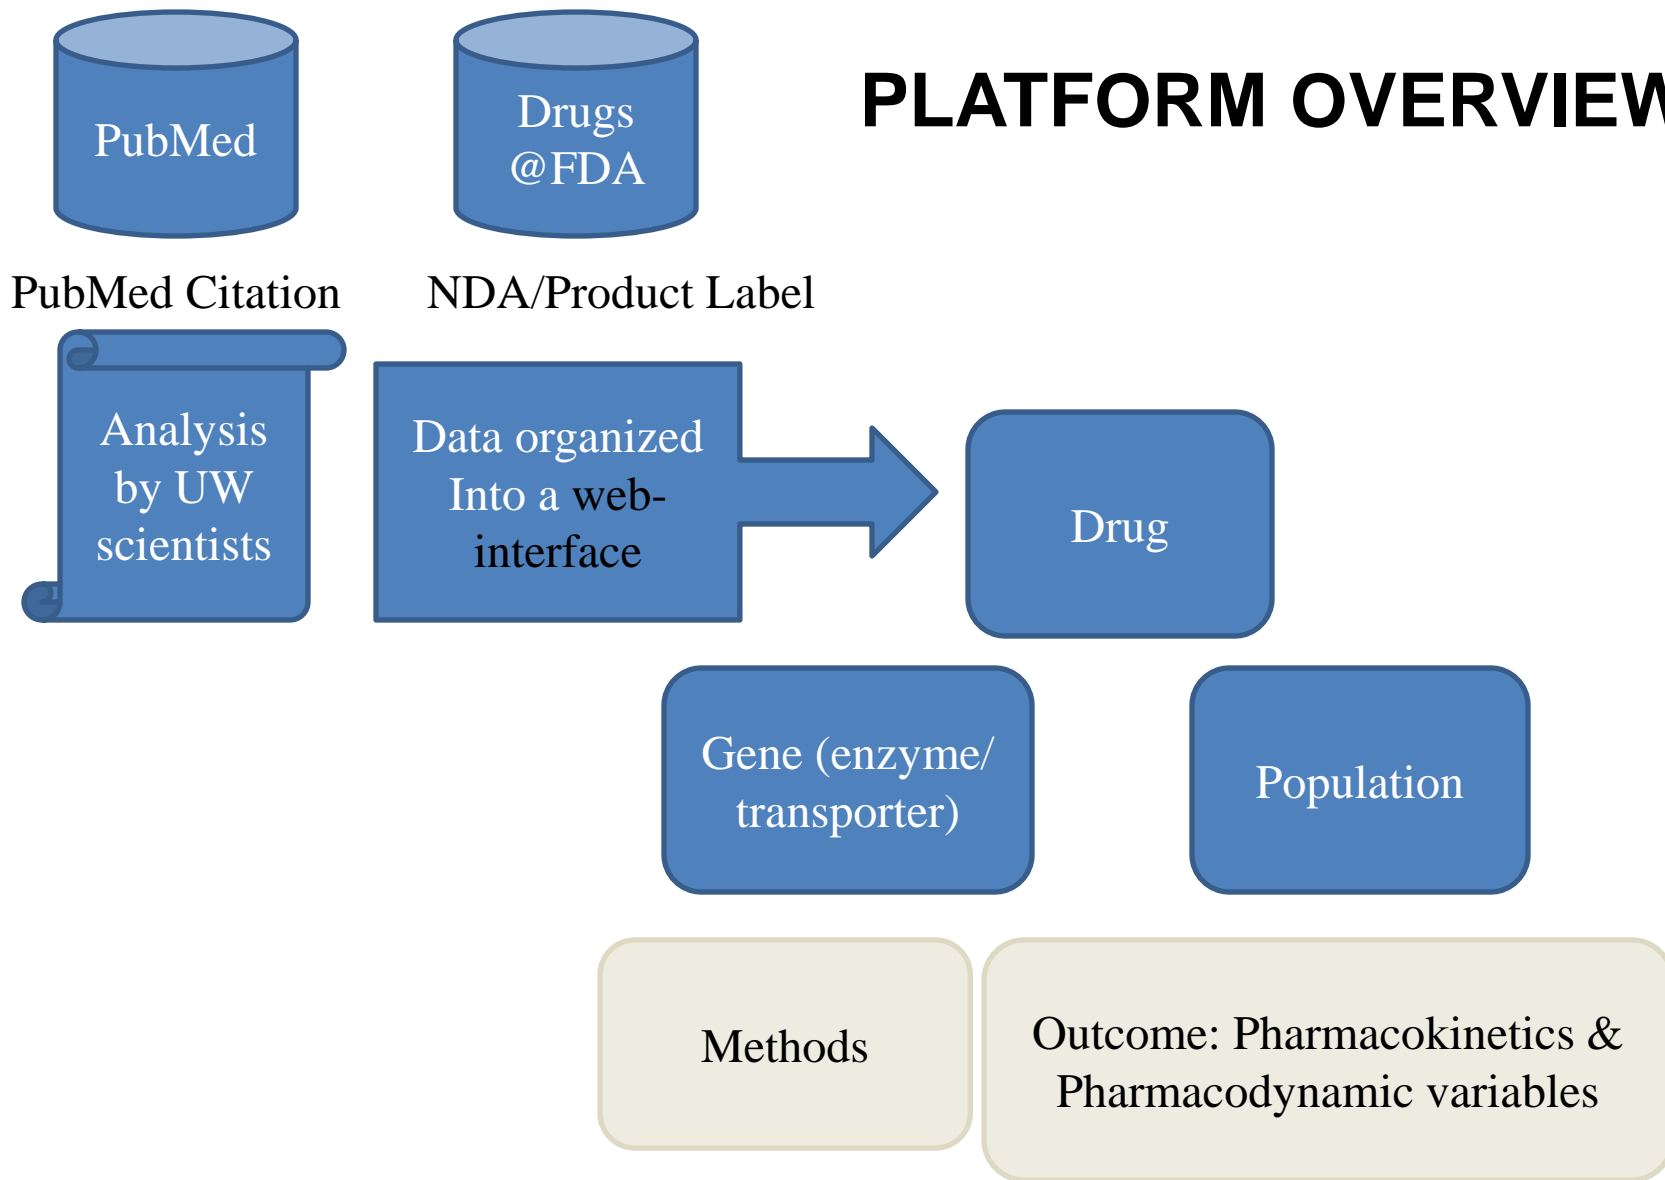 PubMed
Drugs
@FDA
PLATFORM OVERVIEW
PubMed Citation
NDA/Product Label
Analysis
by UW
scientists
Data organized
Into a web-
interface
Drug
Gene (enzyme/
transporter)
Population
Methods
Outcome: Pharmacokinetics &
Pharmacodynamic variables